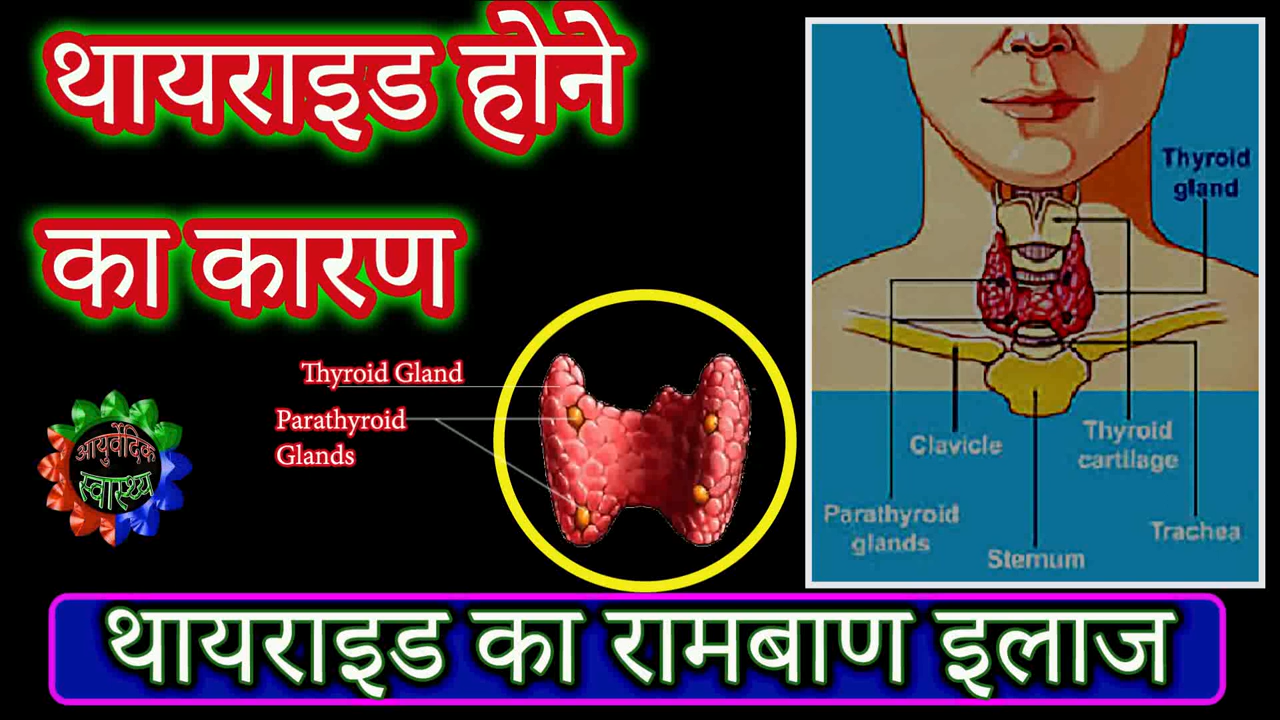 थायराइड होने
का कारण
Thyroid Gland
Parathyroid
Glands
आयुर्वेदिक
स्वास्थ्य
Thyroid
gland
Clavicle
Thyroid
cartilage
Parathyroid
glands
Sternum
Trachea
थायराइड का रामबाण इलाज